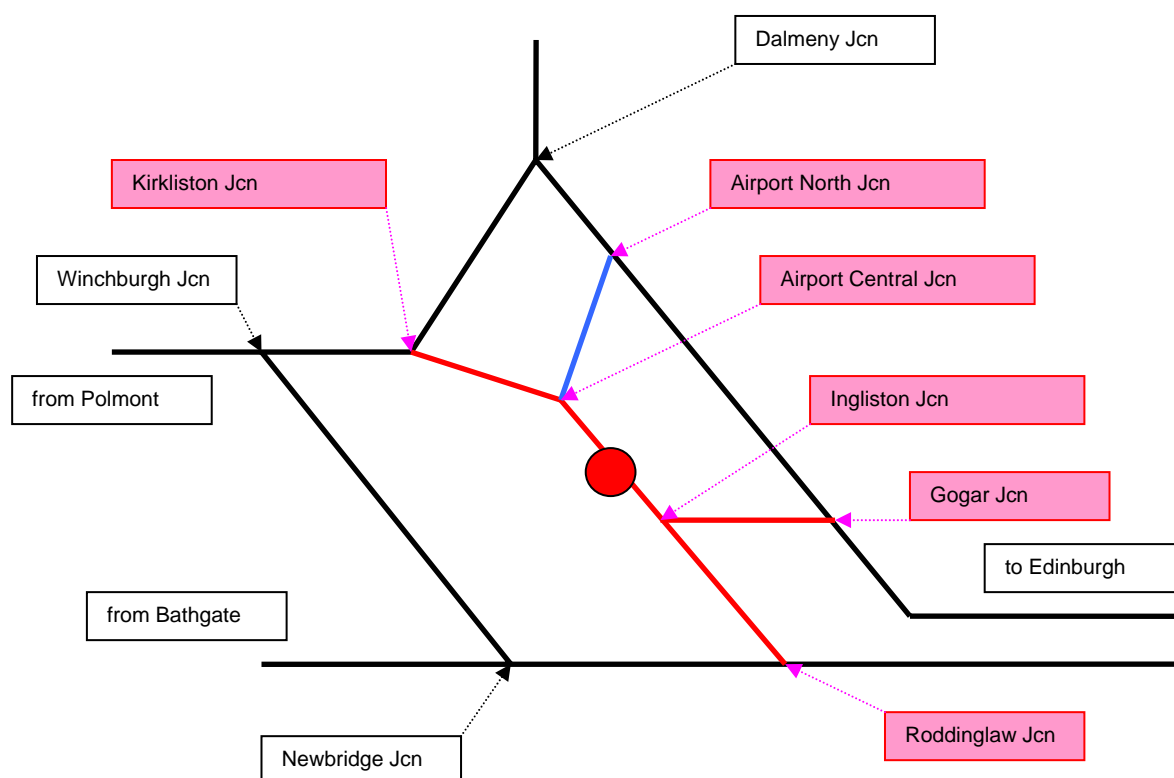 Dalmeny Jcn
Kirkliston Jcn
Airport North Jcn
Winchburgh Jcn
Airport Central Jcn
from Polmont
Ingliston Jcn
Gogar Jcn
to Edinburgh
from Bathgate
Roddinglaw Jcn
Newbridge Jcn